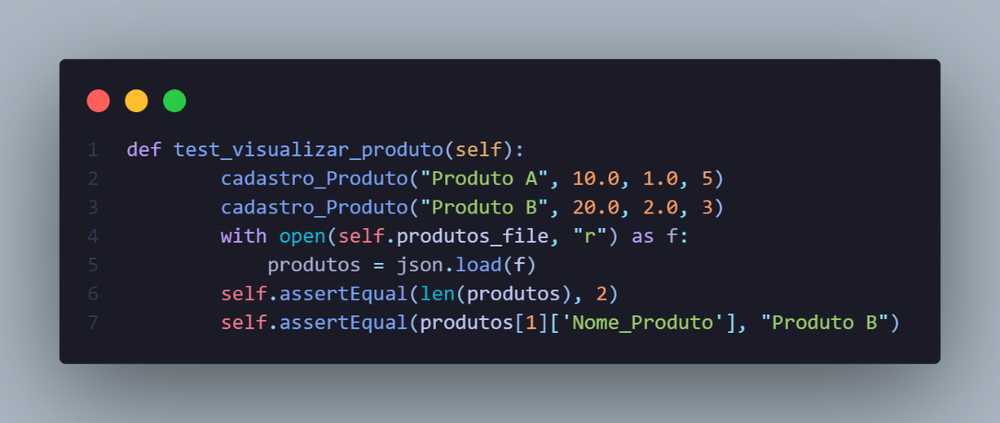 1 def test_visualizar_produto(self):
2         cadastro_Produto("Produto A", 10.0, 1.0, 5)
3         cadastro_Produto("Produto B", 20.0, 2.0, 3)
4         with open(self.produtos_file, "r") as f:
5             produtos = json.load(f)
6         self.assertEqual(len(produtos), 2)
7         self.assertEqual(produtos[1]['Nome_Produto'], "Produto B")